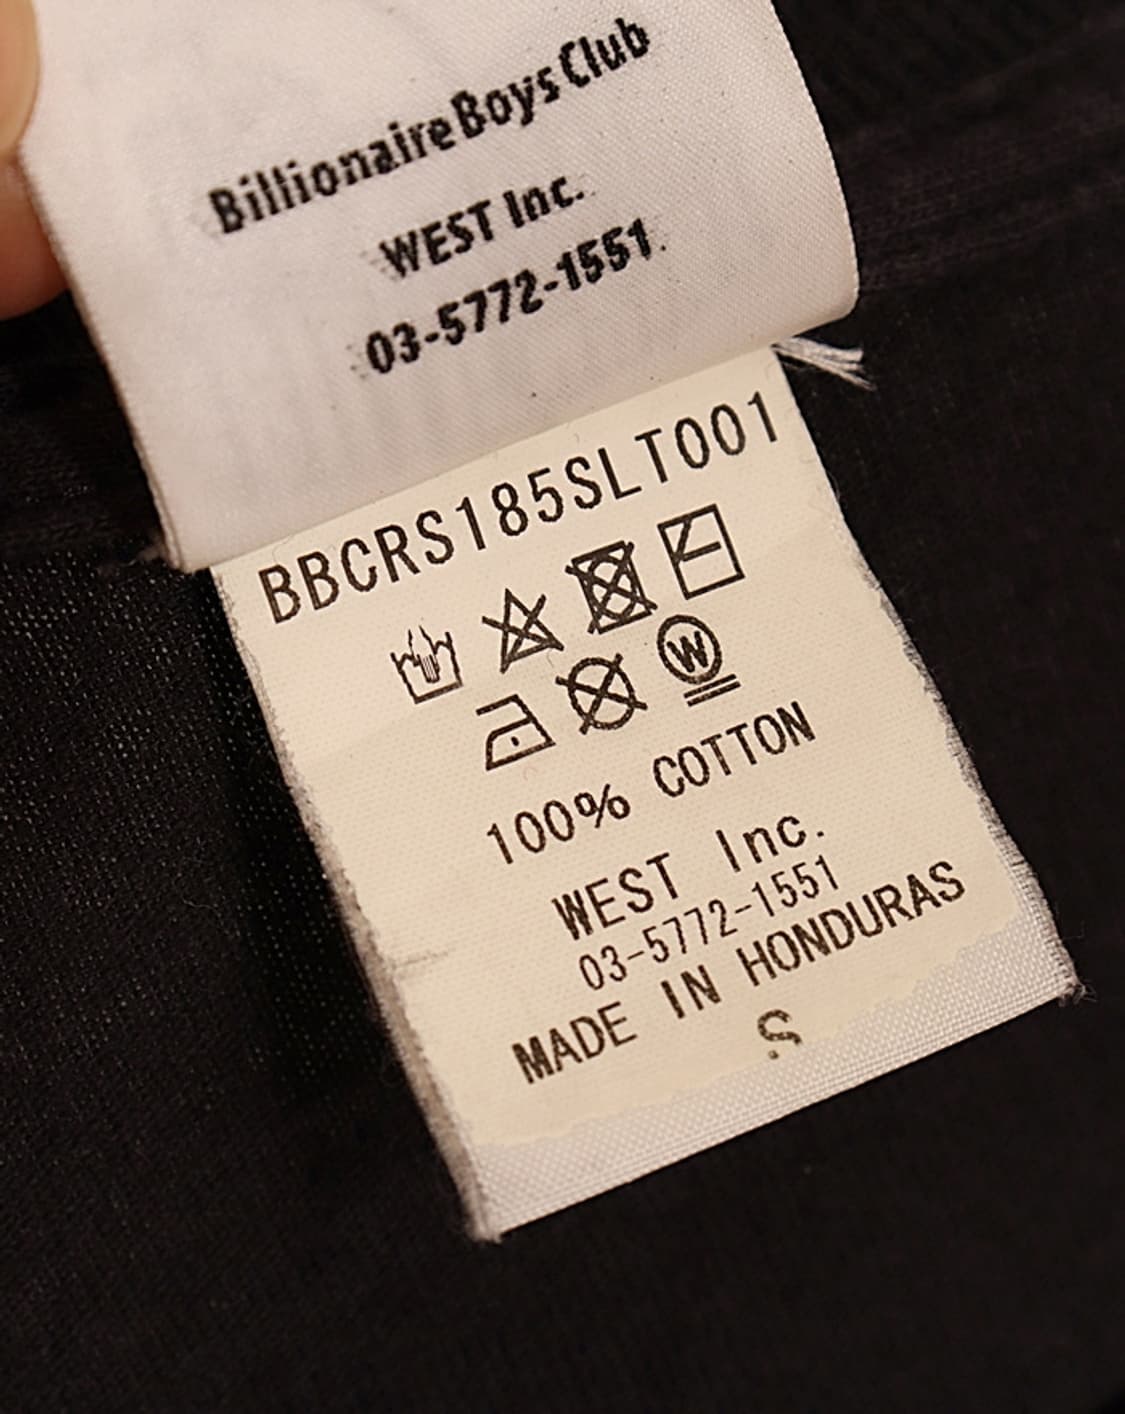 Billionaire Boys Club
WEST Inc.
03-5772-1551
BBCRS185SLT001
W
100% COTTON
WEST Inc.
03-5772-1551
MADE IN HONDURAS
S